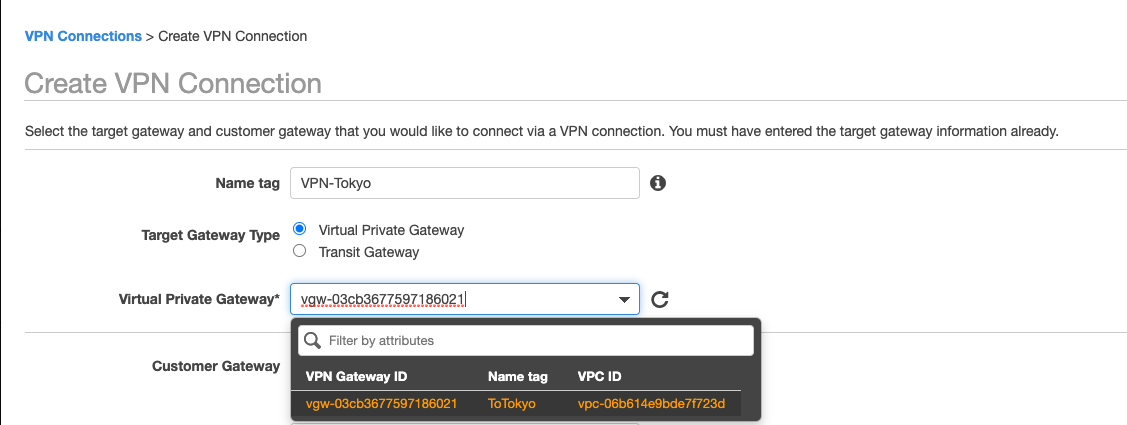 VPN Connections > Create VPN Connection
Create VPN Connection
Select the target gateway and customer gateway that you would like to connect via a VPN connection. You must have entered the target gateway information already.
Name tag VPN-Tokyo
Target Gateway Type Virtual Private Gateway
Transit Gateway
Virtual Private Gateway* vgw-03cb3677597186021
Filter by attributes
Customer Gateway
VPN Gateway ID Name tag VPC ID
vgw-03cb3677597186021 ToTokyo vpc-06b614e9bde7f723d